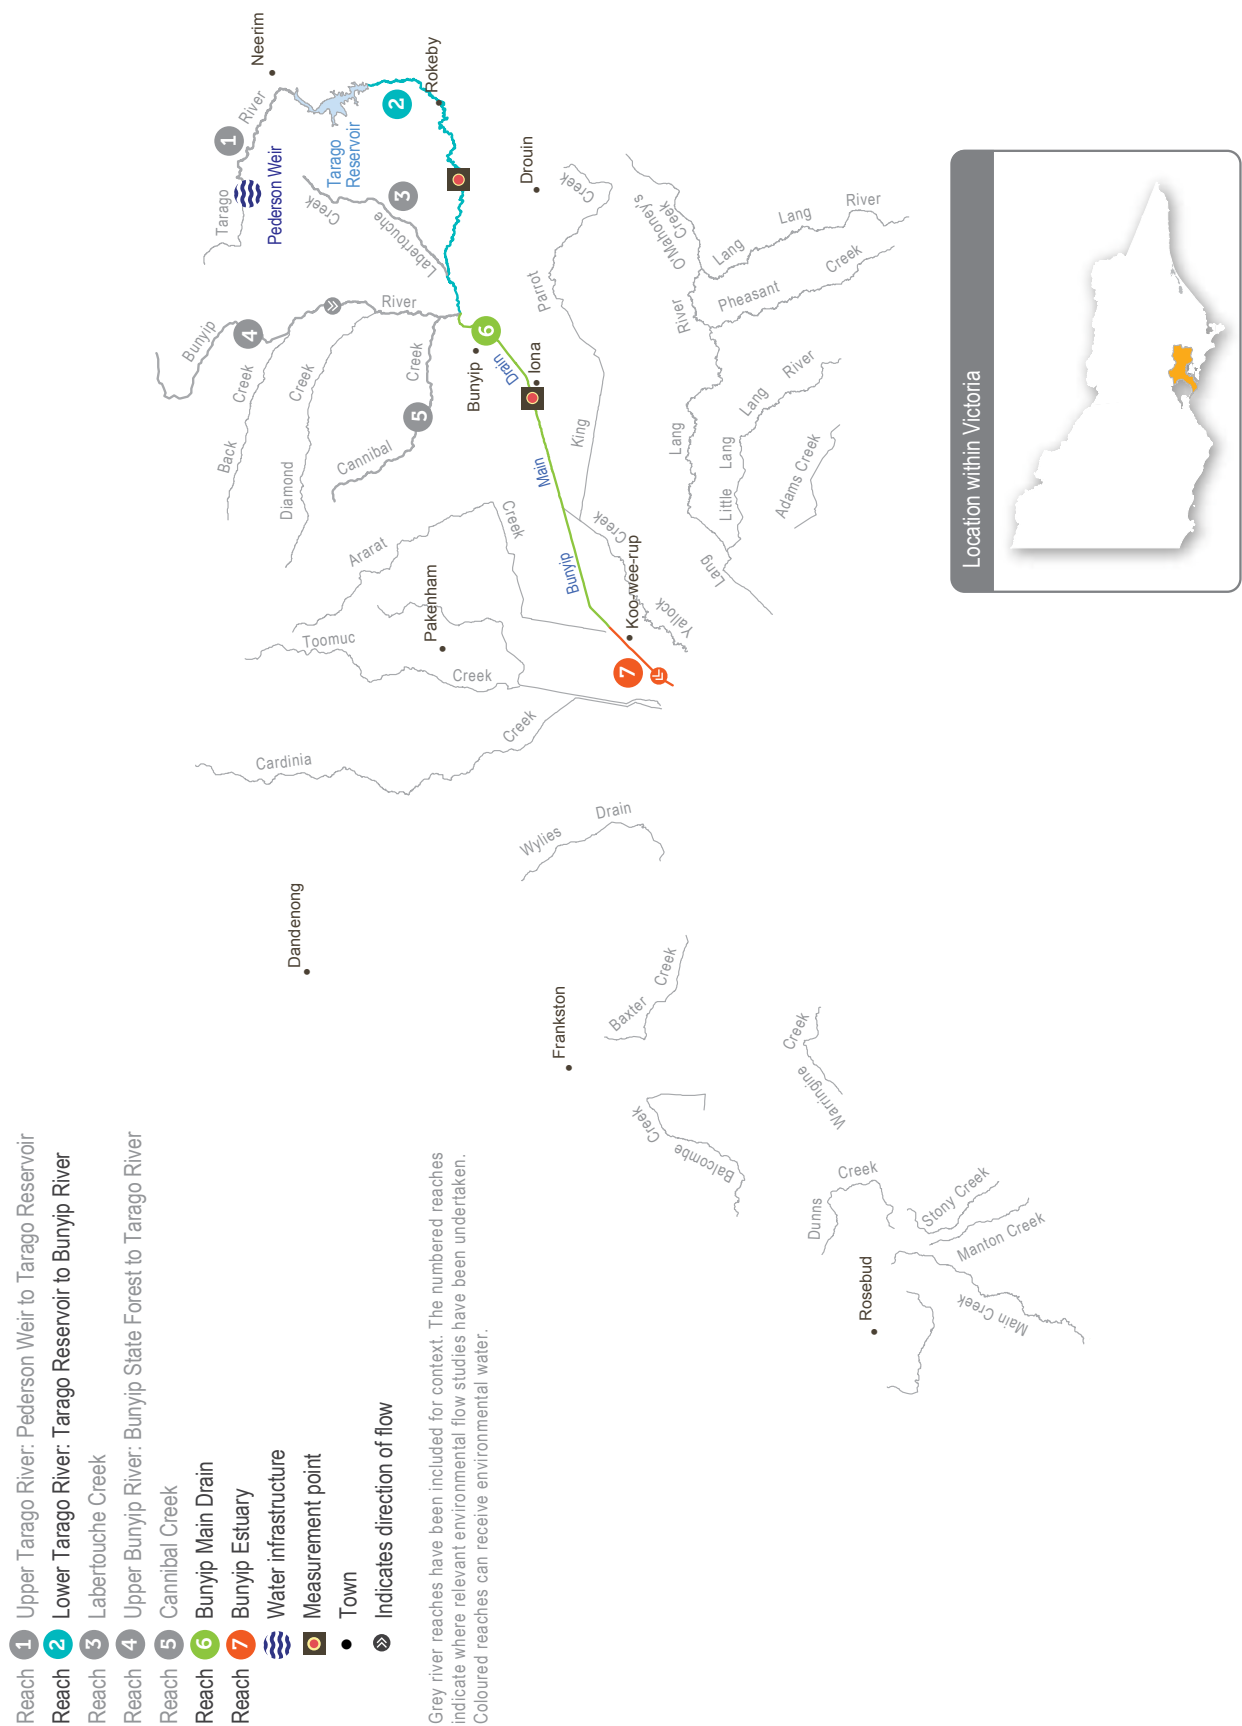 Reach 1 Upper Tarago River: Pederson Weir to Tarago Reservoir
Reach 2 Lower Tarago River: Tarago Reservoir to Bunyip River
Reach 3 Labertouche Creek
Reach 4 Upper Bunyip River: Bunyip State Forest to Tarago River
Reach 5 Cannibal Creek
Reach 6 Bunyip Main Drain
Reach 7 Bunyip Estuary
Water infrastructure
Measurement point
Town
Indicates direction of flow
Grey river reaches have been included for context. The numbered reaches
indicate where relevant environmental flow studies have been undertaken.
Coloured reaches can receive environmental water.
Dandenong
Frankston
Rosebud
Pakenham
Koo-wee-rup
Bunyip
Iona
Drouin
Rokeby
Neerim
Tarago
River
1
Pederson Weir
Tarago
Reservoir
2
Labertouche
Creek
3
Bunyip
River
4
Back
Creek
Diamond
Creek
Cannibal
Creek
5
6
Bunyip
Main
Drain
7
Ararat
Creek
Toomuc
Creek
Cardinia
Creek
Wylies
Drain
Baxter
Creek
Balcombe
Creek
Warringine
Creek
Dunns
Creek
Stony Creek
Manton Creek
Main Creek
King
Parrot
Creek
Yallock
Creek
Lang
Lang
River
O'Mahoney's
Creek
Lang
Lang
River
Pheasant
Creek
Little
Lang
Lang
River
Adams Creek
Location within Victoria